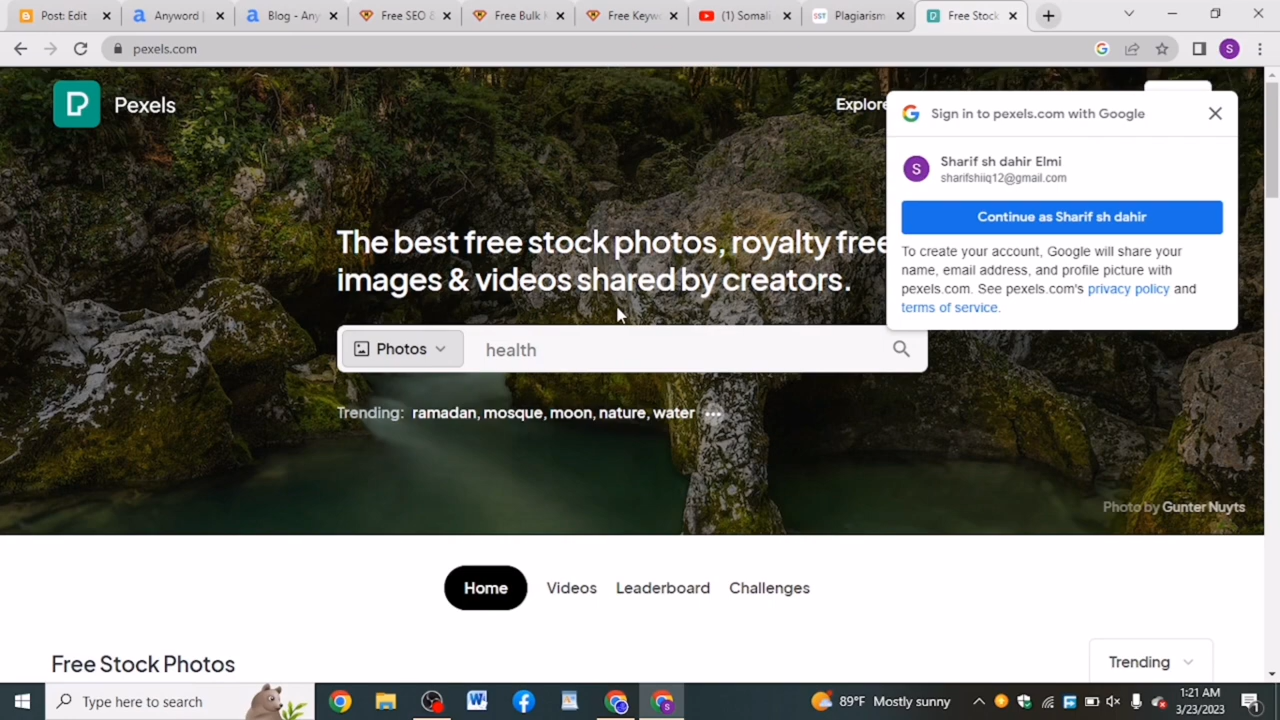 Post: Edit
Anyword |
Blog - Any
Free SEO &
Free Bulk
Free Keyw
(1) Somali
SST
Plagiarism
Free Stock
pexels.com
S
Pexels
Explore
Sign in to pexels.com with Google
S
Sharif sh dahir Elmi
sharifshiiq12@gmail.com
Continue as Sharif sh dahir
To create your account, Google will share your
name, email address, and profile picture with
pexels.com. See pexels.com's privacy policy and
terms of service.
The best free stock photos, royalty free
images & videos shared by creators.
Photos
health
Trending: ramadan, mosque, moon, nature, water ...
Photo by Gunter Nuyts
Home
Videos
Leaderboard
Challenges
Free Stock Photos
Trending
Type here to search
89°F Mostly sunny
1:21 AM
3/23/2023
1